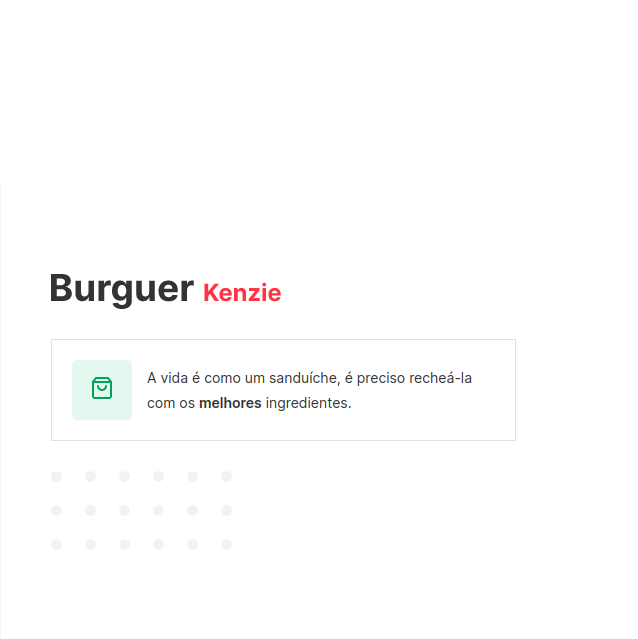 Burguer Kenzie
A vida é como um sanduíche, é preciso recheá-la
com os melhores ingredientes.